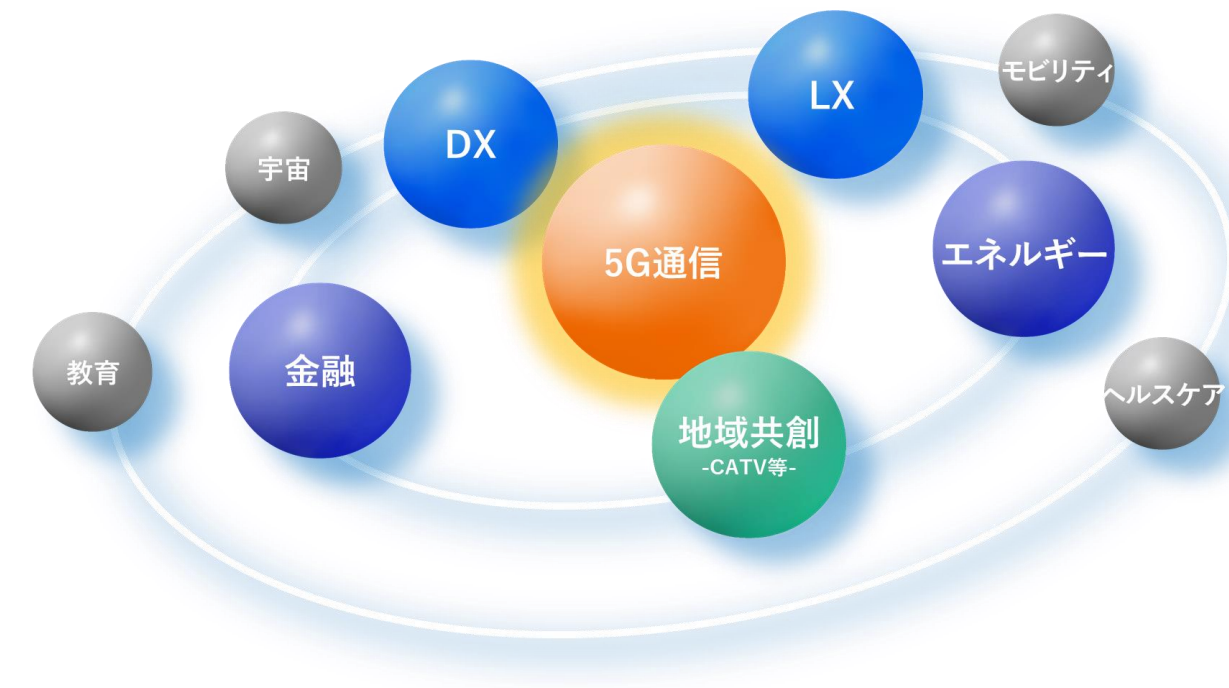 モビリティ
LX
DX
宇宙
エネルギー
5G通信
金融
教育
ヘルスケア
地域共創
-CATV等-